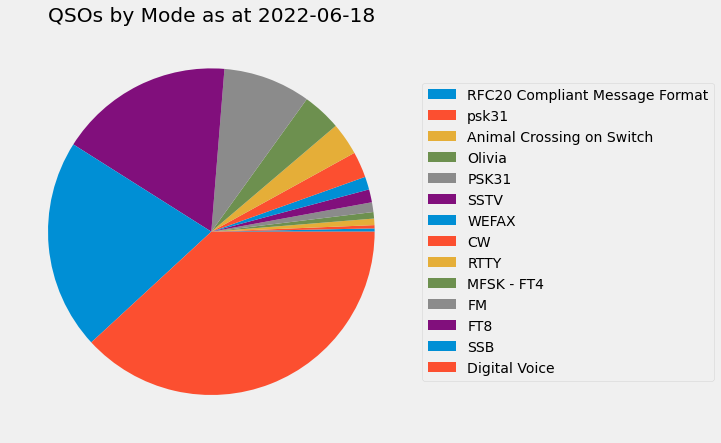 QSOs by Mode as at 2022-06-18
RFC20 Compliant Message Format
psk31
Animal Crossing on Switch
Olivia
PSK31
SSTV
WEFAX
CW
RTTY
MFSK - FT4
FM
FT8
SSB
Digital Voice